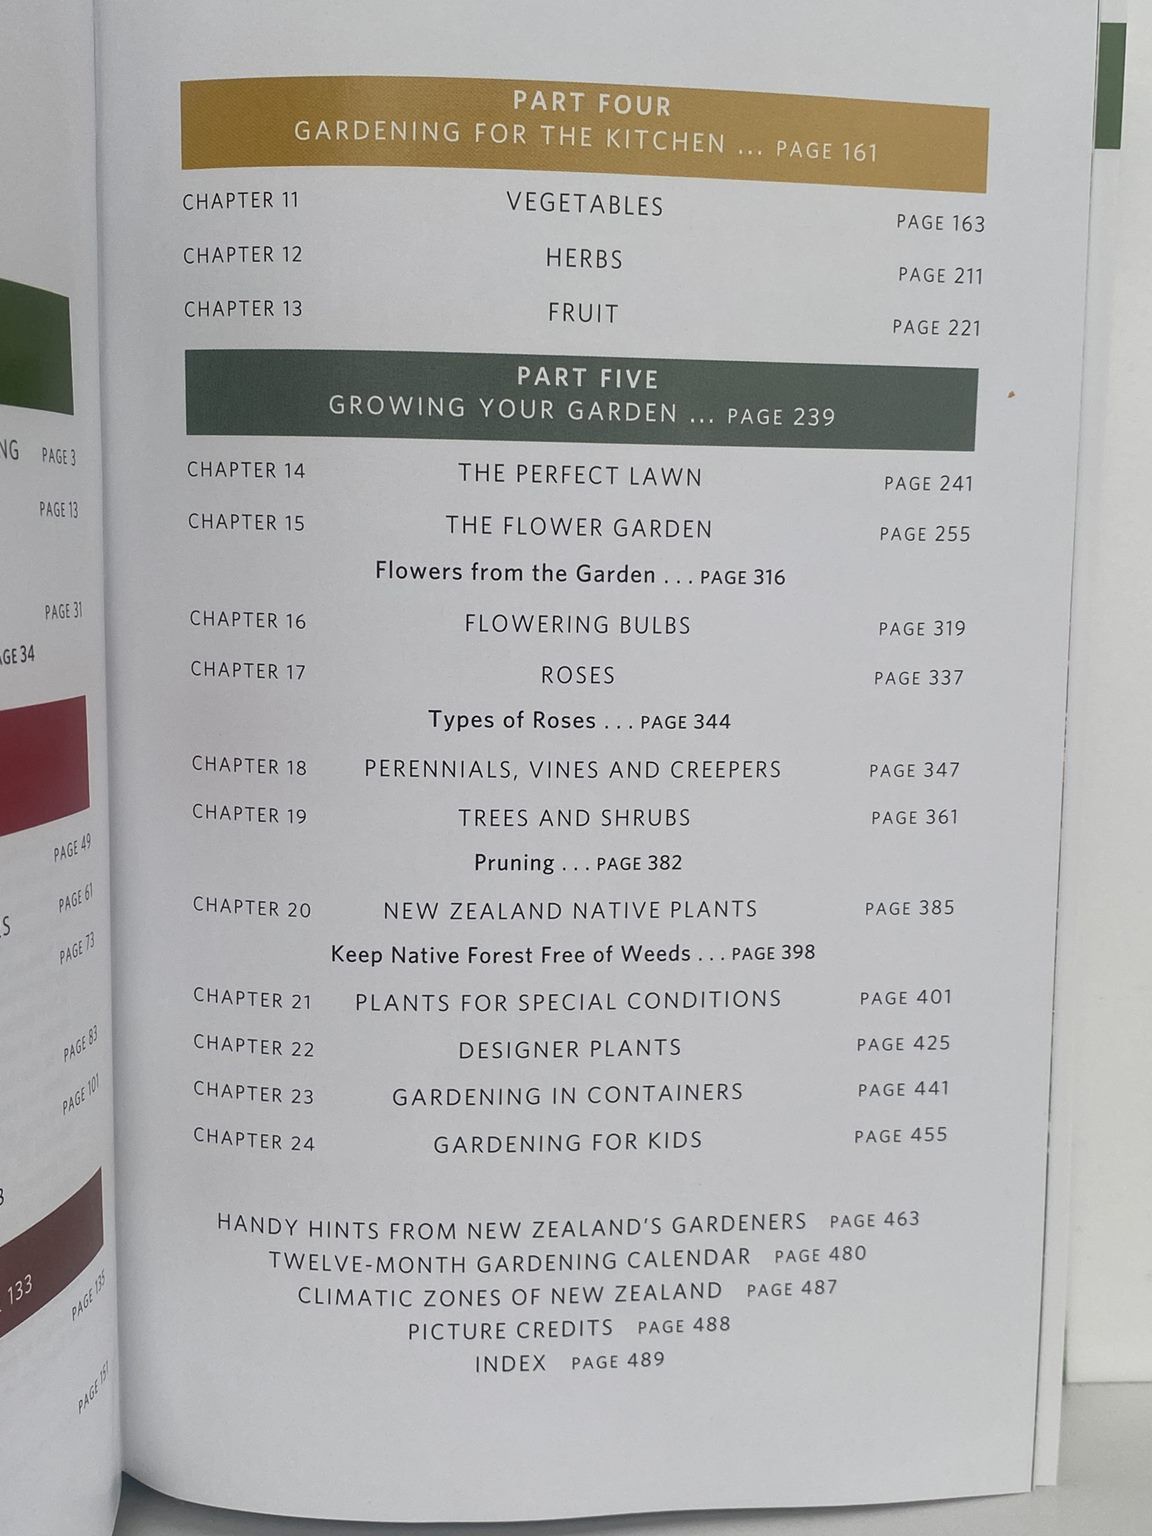 NG PAGE 3
PAGE 13
PAGE 31
34
PAGE 49
PAGE 61
PAGE 73
PAGE 83
PAGE 101
133
PAGE 135
PAGE 151
PART FOUR
GARDENING FOR THE KITCHEN ... PAGE 161
CHAPTER 11 VEGETABLES PAGE 163
CHAPTER 12 HERBS PAGE 211
CHAPTER 13 FRUIT PAGE 221
PART FIVE
GROWING YOUR GARDEN ... PAGE 239
CHAPTER 14 THE PERFECT LAWN PAGE 241
CHAPTER 15 THE FLOWER GARDEN PAGE 255
Flowers from the Garden . . . PAGE 316
CHAPTER 16 FLOWERING BULBS PAGE 319
CHAPTER 17 ROSES PAGE 337
Types of Roses . . . PAGE 344
CHAPTER 18 PERENNIALS, VINES AND CREEPERS PAGE 347
CHAPTER 19 TREES AND SHRUBS PAGE 361
Pruning . . . PAGE 382
CHAPTER 20 NEW ZEALAND NATIVE PLANTS PAGE 385
Keep Native Forest Free of Weeds . . . PAGE 398
CHAPTER 21 PLANTS FOR SPECIAL CONDITIONS PAGE 401
CHAPTER 22 DESIGNER PLANTS PAGE 425
CHAPTER 23 GARDENING IN CONTAINERS PAGE 441
CHAPTER 24 GARDENING FOR KIDS PAGE 455
HANDY HINTS FROM NEW ZEALAND'S GARDENERS PAGE 463
TWELVE-MONTH GARDENING CALENDAR PAGE 480
CLIMATIC ZONES OF NEW ZEALAND PAGE 487
PICTURE CREDITS PAGE 488
INDEX PAGE 489